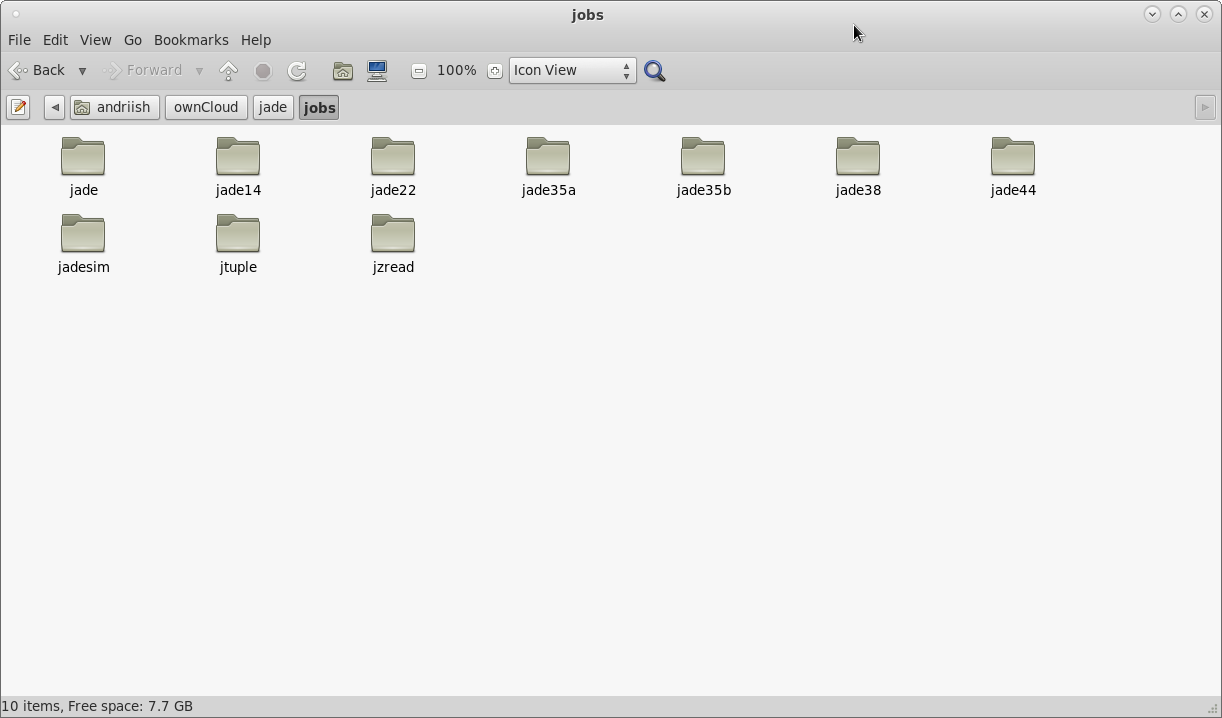 jobs
File Edit View Go Bookmarks Help
Back Forward 100% Icon View
andriish ownCloud jade jobs
jade jade14 jade22 jade35a jade35b jade38 jade44
jadesim jtuple jzread
10 items, Free space: 7.7 GB